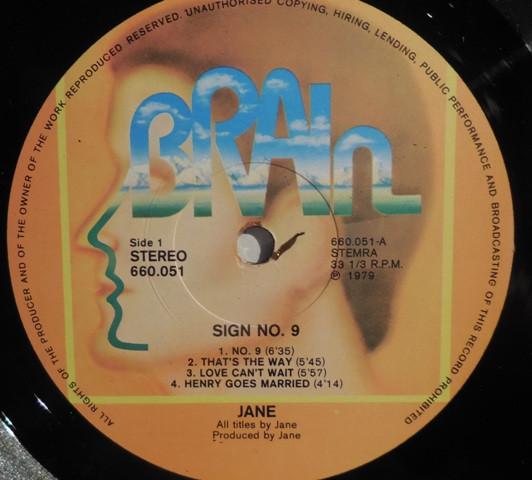 ALL RIGHTS OF THE PRODUCER AND OF THE OWNER OF THE WORK REPRODUCED RESERVED. UNAUTHORISED COPYING, HIRING, LENDING, PUBLIC PERFORMANCE AND BROADCASTING OF THIS RECORD PROHIBITED
BRAIN
Side 1
STEREO
660.051
660.051-A
STEMRA
33 1/3 R.P.M.
℗ 1979
SIGN NO. 9
1. NO. 9 (6'35)
2. THAT'S THE WAY (5'45)
3. LOVE CAN'T WAIT (5'57)
4. HENRY GOES MARRIED (4'14)
JANE
All titles by Jane
Produced by Jane